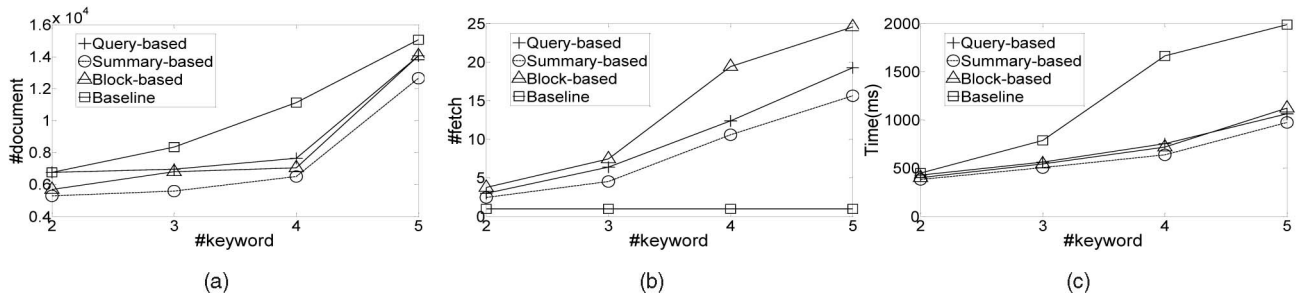 1.6 x 10^4
1.4
1.2
1
0.8
0.6
0.4
#document
2
3
4
5
#keyword
Query-based
Summary-based
Block-based
Baseline
(a)
25
20
15
10
5
0
#fetch
2
3
4
5
#keyword
Query-based
Summary-based
Block-based
Baseline
(b)
2000
1500
1000
500
0
Time(ms)
2
3
4
5
#keyword
Query-based
Summary-based
Block-based
Baseline
(c)